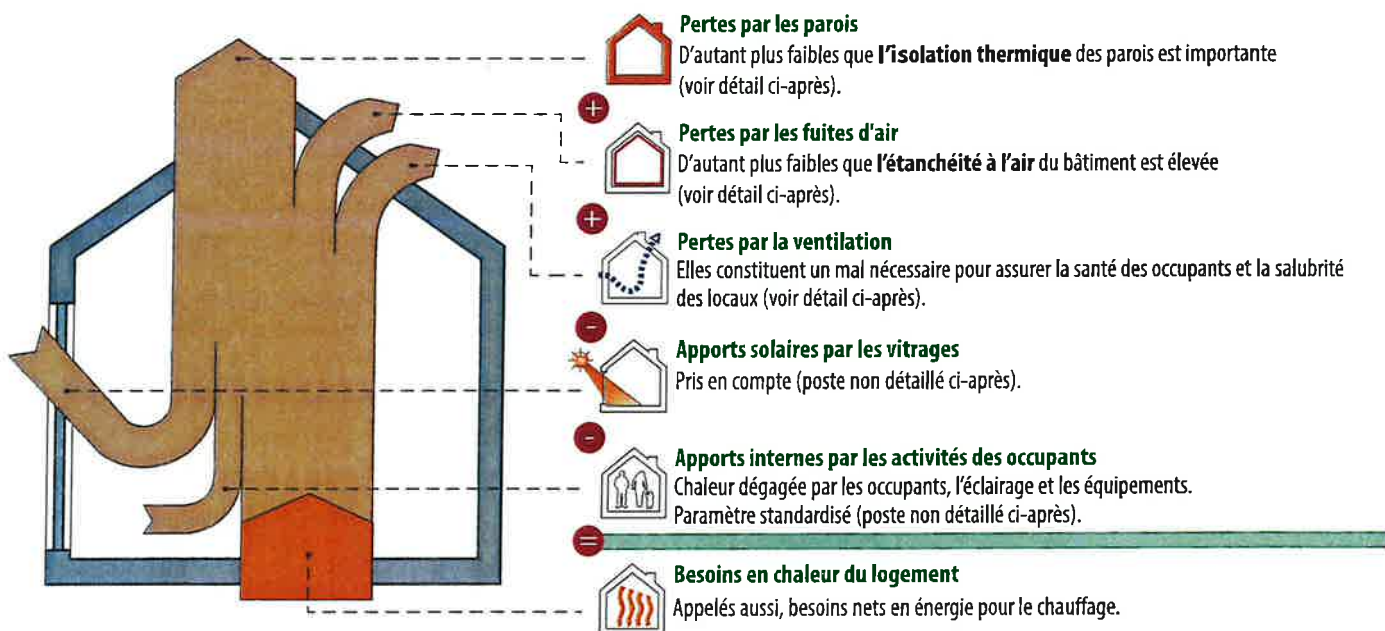 Pertes par les parois
D'autant plus faibles que l'isolation thermique des parois est importante
(voir détail ci-après).
+
Pertes par les fuites d'air
D'autant plus faibles que l'étanchéité à l'air du bâtiment est élevée
(voir détail ci-après).
+
Pertes par la ventilation
Elles constituent un mal nécessaire pour assurer la santé des occupants et la salubrité
des locaux (voir détail ci-après).
-
Apports solaires par les vitrages
Pris en compte (poste non détaillé ci-après).
-
Apports internes par les activités des occupants
Chaleur dégagée par les occupants, l'éclairage et les équipements.
Paramètre standardisé (poste non détaillé ci-après).
=
Besoins en chaleur du logement
Appelés aussi, besoins nets en énergie pour le chauffage.